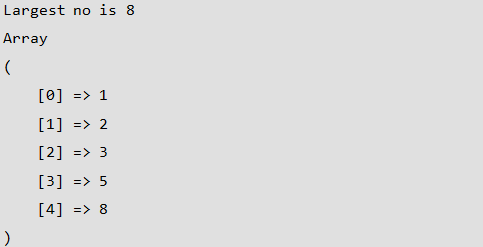 Largest no is 8
Array
(
    [0] => 1
    [1] => 2
    [2] => 3
    [3] => 5
    [4] => 8
)